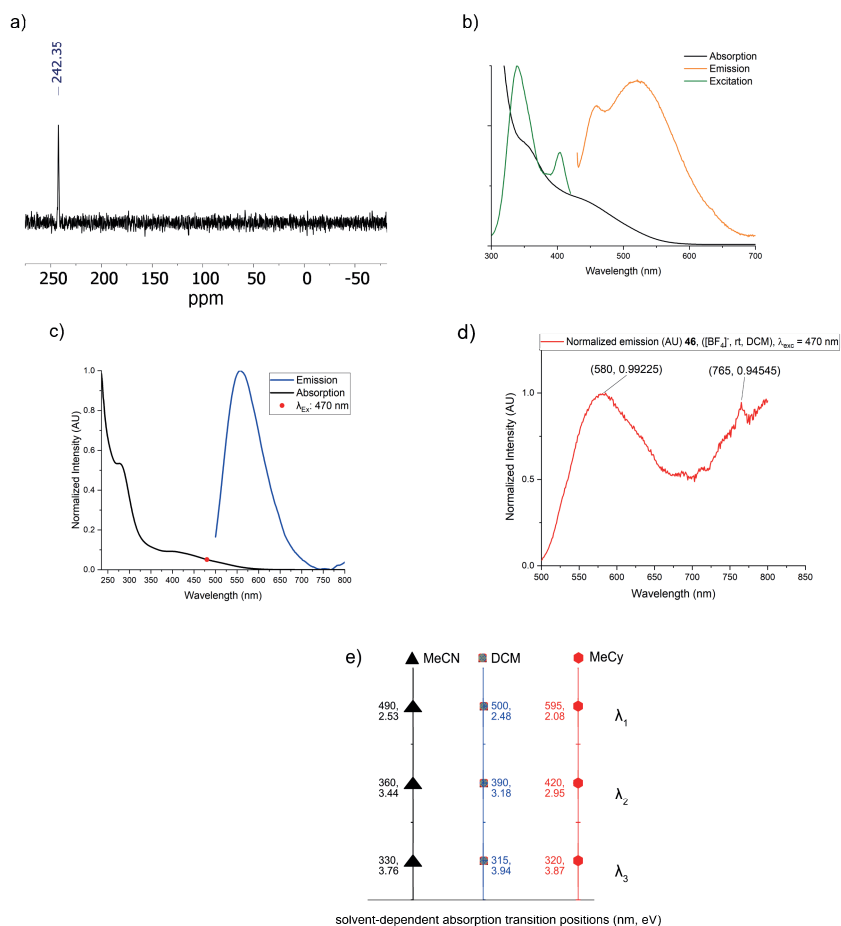 a)
242.35
250 200 150 100 50 0 -50
ppm
b)
Absorption
Emission
Excitation
300 400 500 600 700
Wavelength (nm)
c)
Normalized Intensity (AU)
1.0
0.8
0.6
0.4
0.2
0.0
Emission
Absorption
λEx: 470 nm
250 300 350 400 450 500 550 600 650 700 750 800
Wavelength (nm)
d)
Normalized emission (AU) 46, ([BF4]-, rt, DCM), λexc = 470 nm
(580, 0.99225)
(765, 0.94545)
Normalized Intensity (AU)
1.0
0.5
0.0
500 550 600 650 700 750 800 850
Wavelength (nm)
e)
MeCN DCM MeCy
490, 500, 595,
2.53 2.48 2.08
λ1
360, 390, 420,
3.44 3.18 2.95
λ2
330, 315, 320,
3.76 3.94 3.87
λ3
solvent-dependent absorption transition positions (nm, eV)